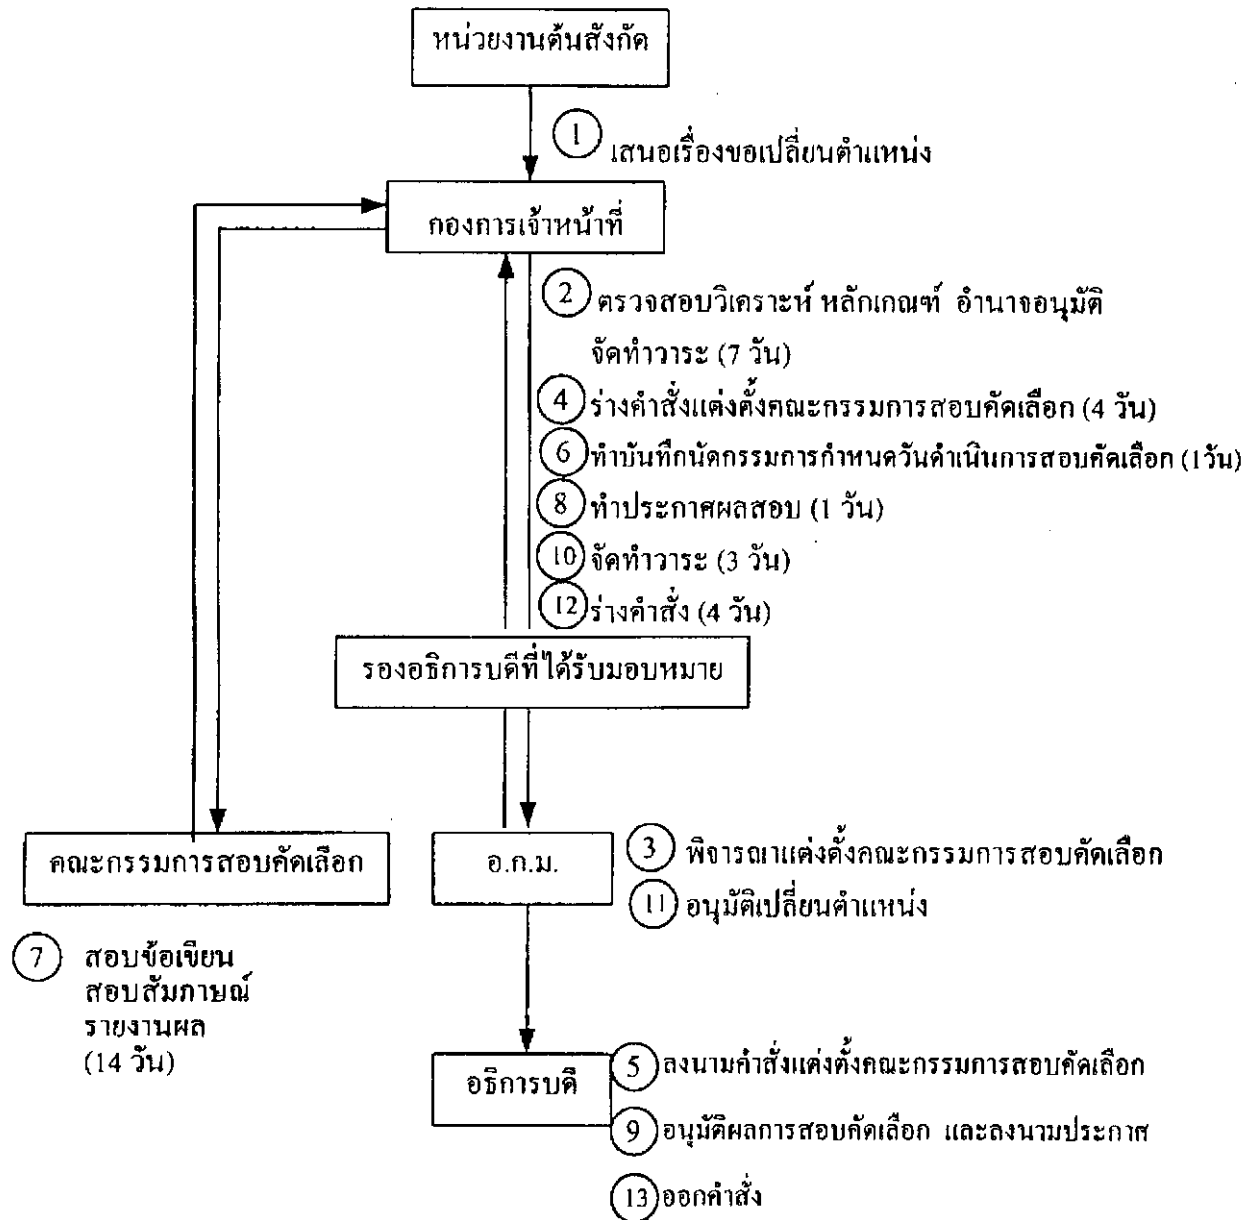 หน่วยงานต้นสังกัด
1 เสนอเรื่องขอเปลี่ยนตำแหน่ง
กองการเจ้าหน้าที่
2 ตรวจสอบวิเคราะห์ หลักเกณฑ์ อำนาจอนุมัติ
จัดทำวาระ (7 วัน)
4 ร่างคำสั่งแต่งตั้งคณะกรรมการสอบคัดเลือก (4 วัน)
6 ทำบันทึกนัดกรรมการกำหนดวันดำเนินการสอบคัดเลือก (1วัน)
8 ทำประกาศผลสอบ (1 วัน)
10 จัดทำวาระ (3 วัน)
12 ร่างคำสั่ง (4 วัน)
รองอธิการบดีที่ได้รับมอบหมาย
คณะกรรมการสอบคัดเลือก
อ.ก.ม.
3 พิจารณาแต่งตั้งคณะกรรมการสอบคัดเลือก
11 อนุมัติเปลี่ยนตำแหน่ง
7 สอบข้อเขียน
สอบสัมภาษณ์
รายงานผล
(14 วัน)
อธิการบดี
5 ลงนามคำสั่งแต่งตั้งคณะกรรมการสอบคัดเลือก
9 อนุมัติผลการสอบคัดเลือก และลงนามประกาศ
13 ออกคำสั่ง